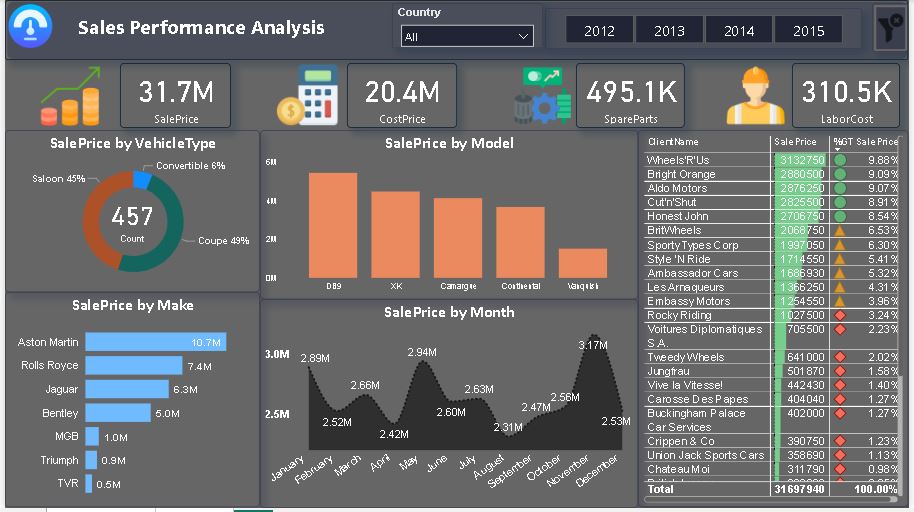 Sales Performance Analysis
Country
All
2012 2013 2014 2015
31.7M
SalePrice
20.4M
CostPrice
495.1K
SpareParts
310.5K
LaborCost
SalePrice by VehicleType
Convertible 6%
Saloon 45%
457
Count
Coupe 49%
SalePrice by Model
6M
4M
2M
0M
DB9 XK Camargue Continental Vanquish
SalePrice by Make
Aston Martin 10.7M
Rolls Royce 7.4M
Jaguar 6.3M
Bentley 5.0M
MGB 1.0M
Triumph 0.9M
TVR 0.5M
SalePrice by Month
3.0M
2.5M
2.89M
2.52M
2.66M
2.42M
2.94M
2.60M
2.63M
2.31M
2.47M
2.56M
3.17M
2.53M
January February March April May June July August September October November December
ClientName SalePrice %GT SalePrice
Wheels'R'Us 3132750 9.88%
Bright Orange 2880500 9.09%
Aldo Motors 2876250 9.07%
Cut'n'Shut 2825500 8.91%
Honest John 2706750 8.54%
BritWheels 2068750 6.53%
SportyTypes Corp 1997050 6.30%
Style 'N Ride 1714550 5.41%
Ambassador Cars 1686930 5.32%
Les Arnaqueurs 1366250 4.31%
Embassy Motors 1254550 3.96%
Rocky Riding 1027500 3.24%
Voitures Diplomatiques 705500 2.23%
S.A.
Tweedy Wheels 641000 2.02%
Jungfrau 501870 1.58%
Vive la Vitesse! 442430 1.40%
Carosse Des Papes 404040 1.27%
Buckingham Palace 402000 1.27%
Car Services
Crippen & Co 390750 1.23%
Union Jack Sports Cars 358690 1.13%
Chateau Moi 311790 0.98%
Total 31697940 100.00%